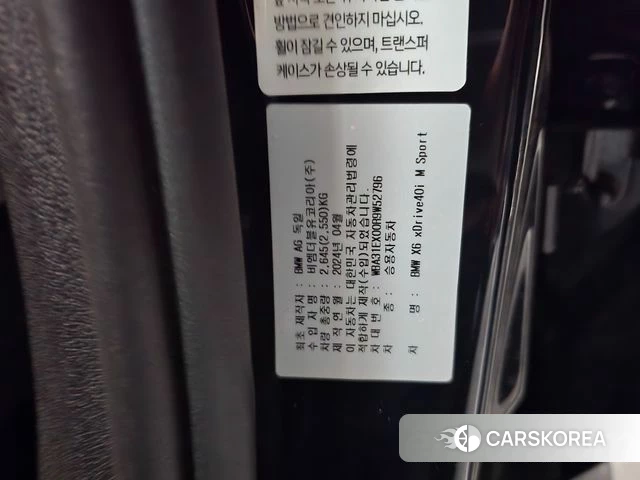 방법으로 견인하지 마십시오.
휠이 잠길 수 있으며, 트랜스퍼
케이스가 손상될 수 있습니다.
최초 제작자 : BMW AG 독일
수 입 자 명 : 비엠더블유코리아(주)
차량 총중량 : 2,645(2,550)KG
제 작 연 월 : 2024년 04월
이 자동차는 대한민국 자동차관리법령에
적합하게 제작(수입)되었습니다.
차 대 번 호 : WBA31EX00R9W52796
차 종 : 승용자동차
차 명 : BMW X6 xDrive40i M Sport
CARSKOREA